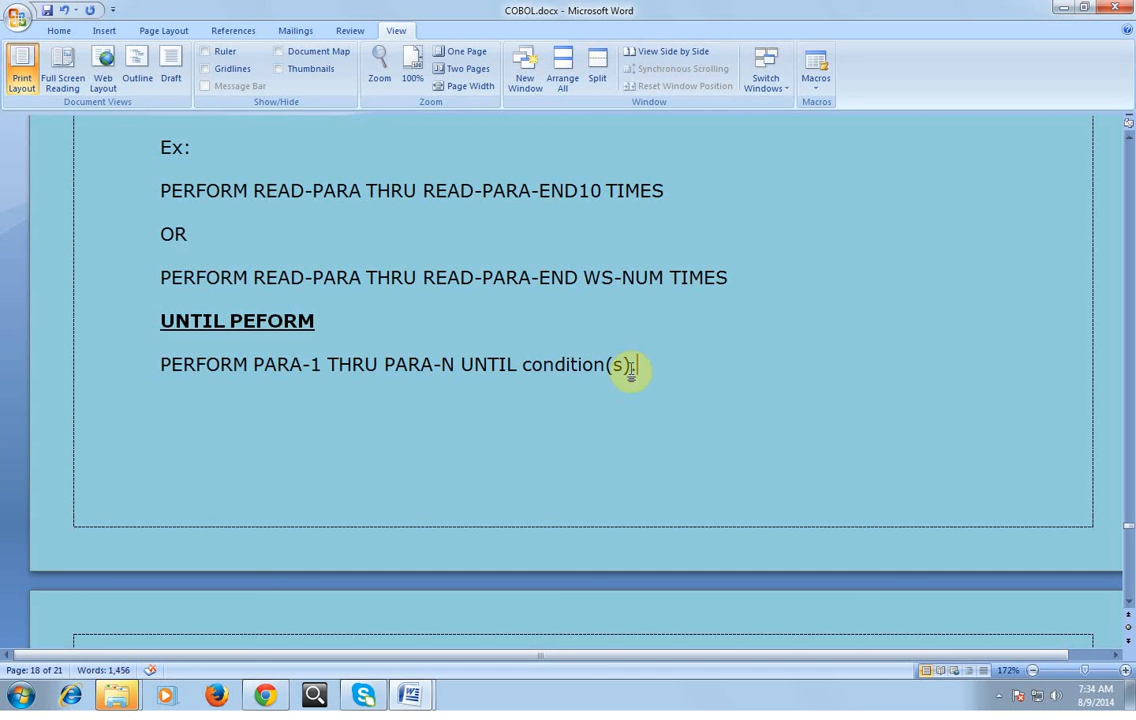 COBOL.docx - Microsoft Word
Home Insert Page Layout References Mailings Review View
Print Layout
Full Screen Reading
Web Layout
Outline
Draft
Document Views
Ruler
Gridlines
Message Bar
Document Map
Thumbnails
Show/Hide
Zoom
100%
One Page
Two Pages
Page Width
Zoom
New Window
Arrange All
Split
View Side by Side
Synchronous Scrolling
Reset Window Position
Window
Switch Windows
Macros
Macros
Ex:
PERFORM READ-PARA THRU READ-PARA-END10 TIMES
OR
PERFORM READ-PARA THRU READ-PARA-END WS-NUM TIMES
UNTIL PEFORM
PERFORM PARA-1 THRU PARA-N UNTIL condition(s).
Page: 18 of 21 Words: 1,456
172%
7:34 AM
8/9/2014